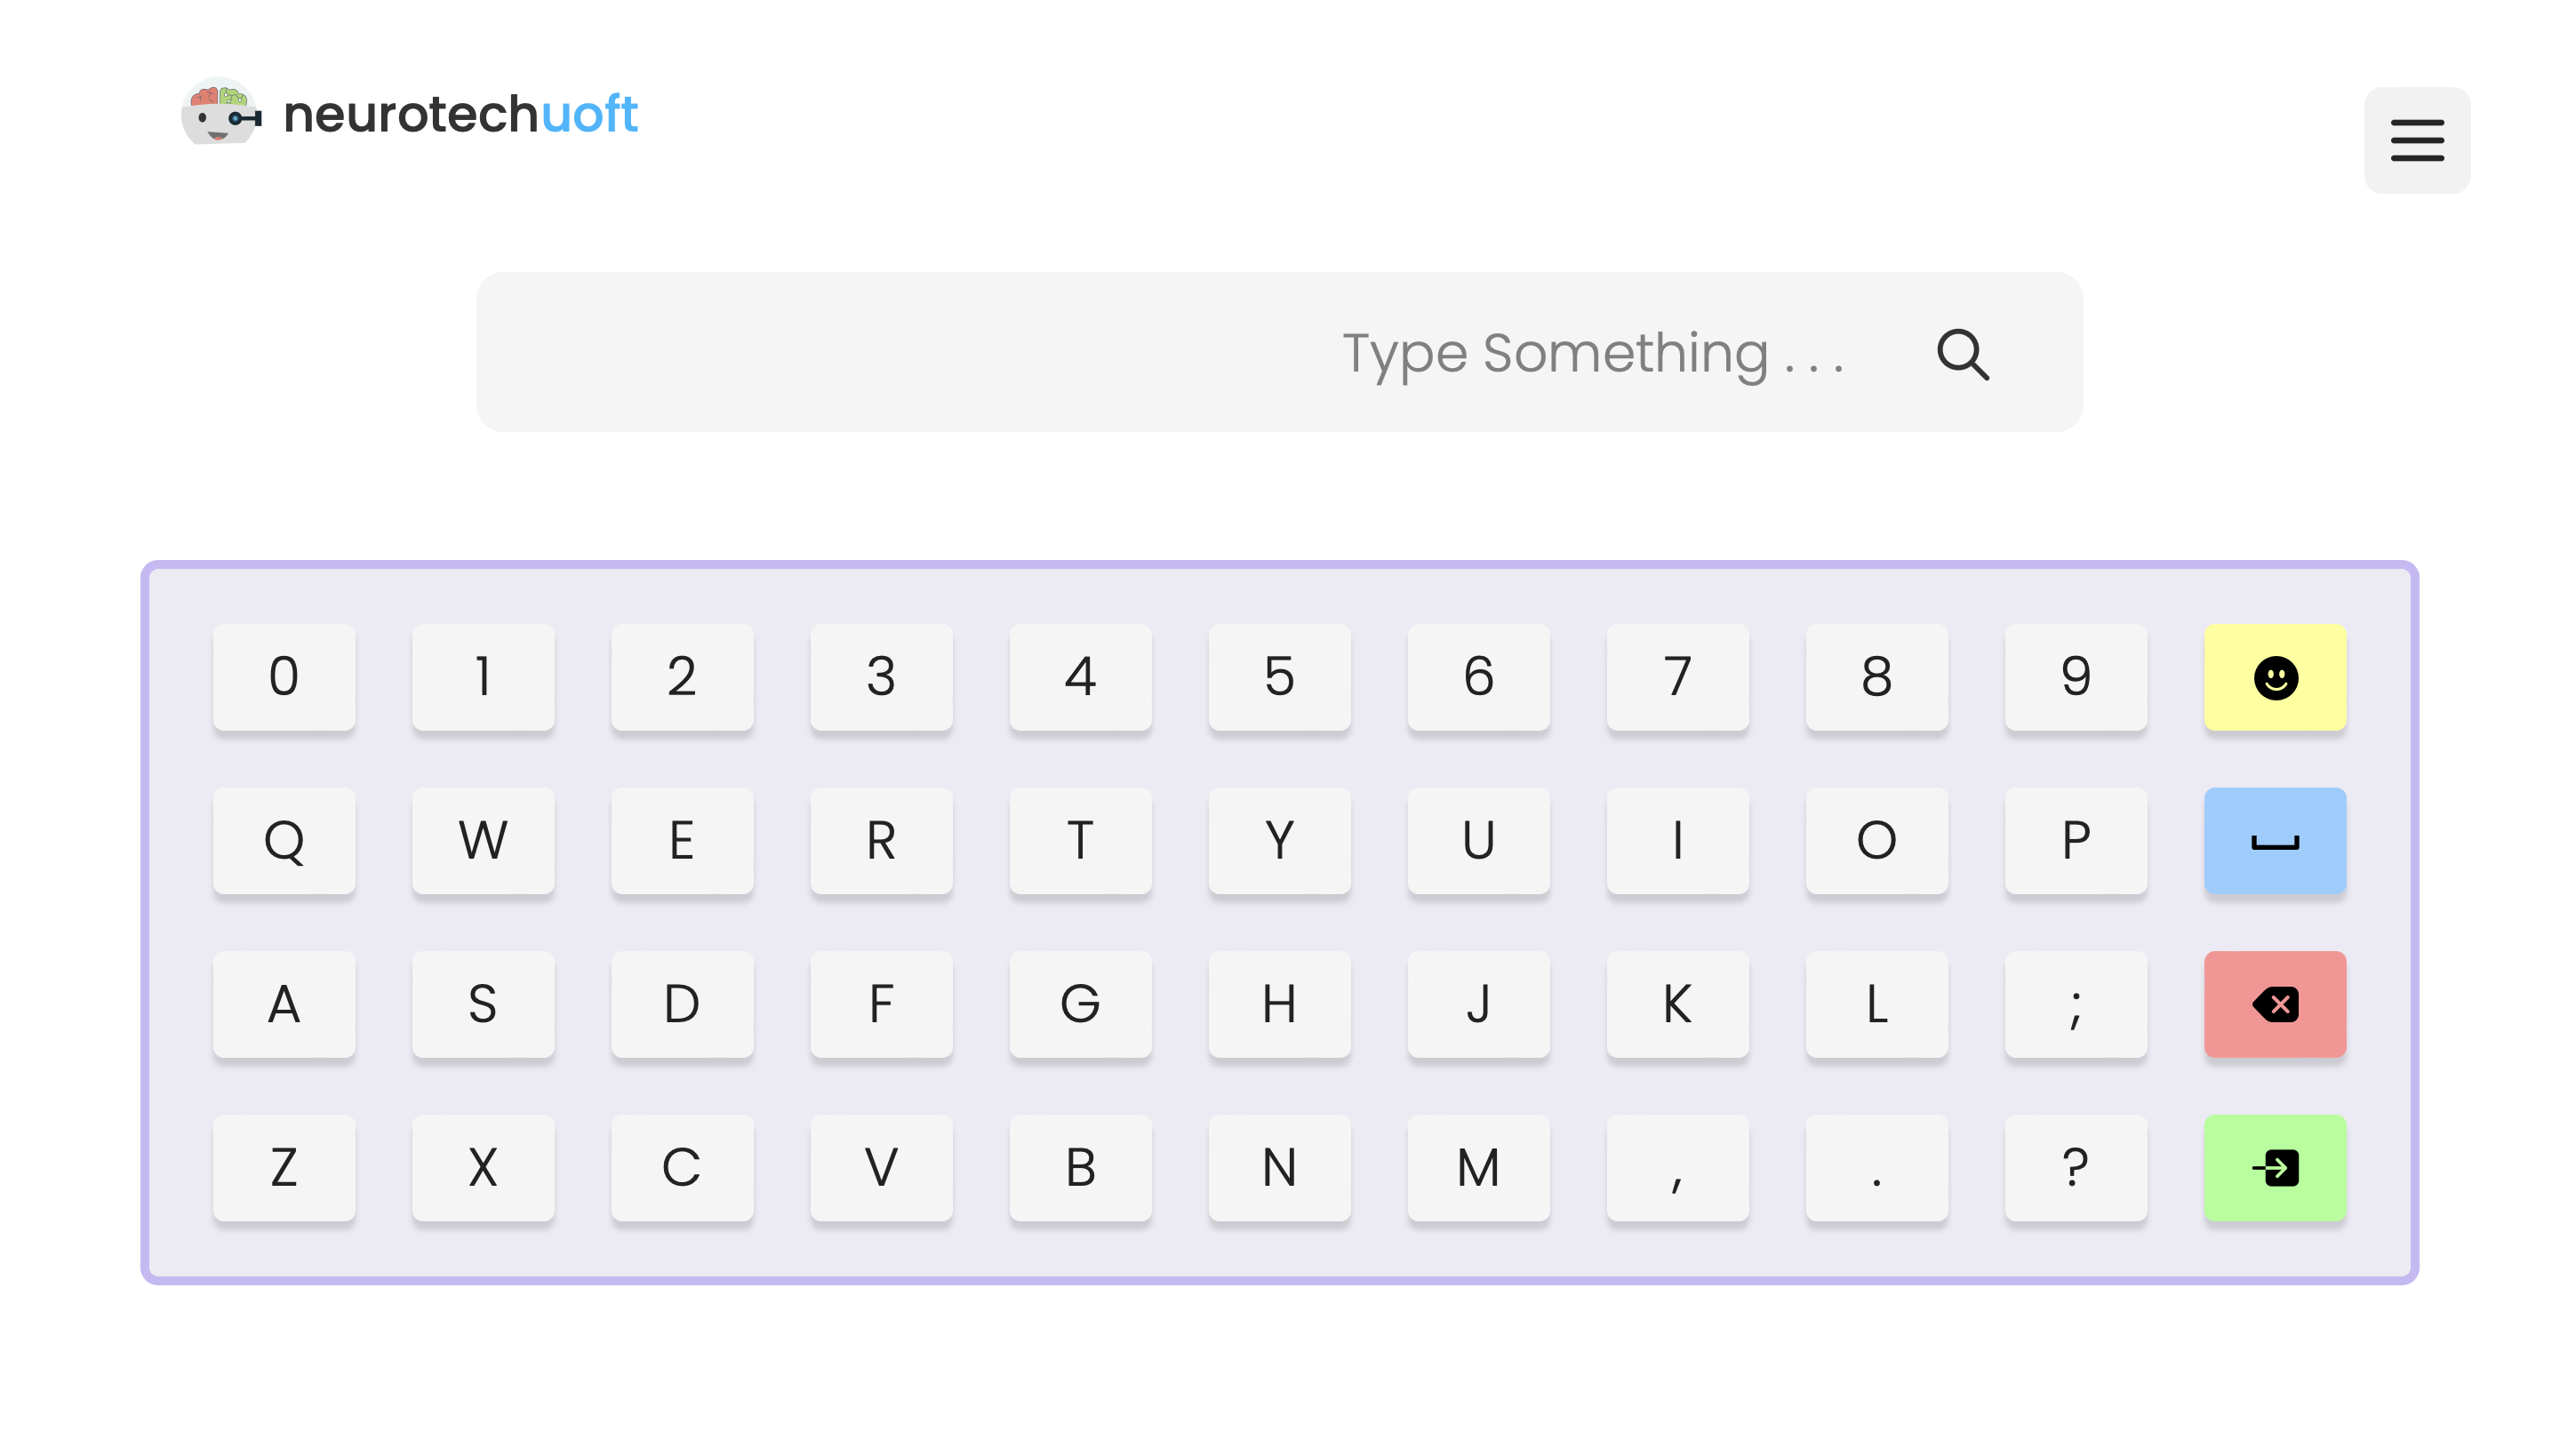 neurotechuoft
Type Something . . .
0 1 2 3 4 5 6 7 8 9
Q W E R T Y U I O P
A S D F G H J K L ;
Z X C V B N M , . ?